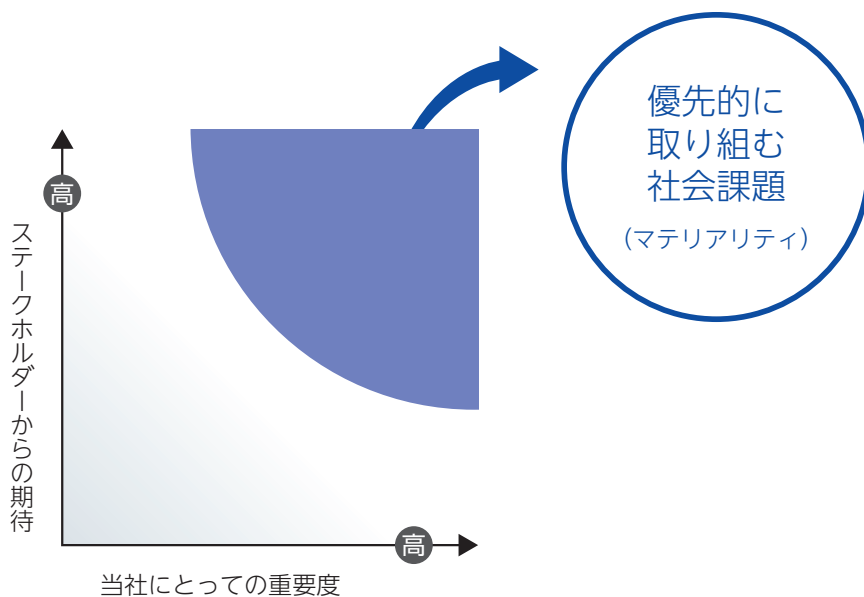 優先的に
取り組む
社会課題
（マテリアリティ）
高
ステークホルダーからの期待
高
当社にとっての重要度